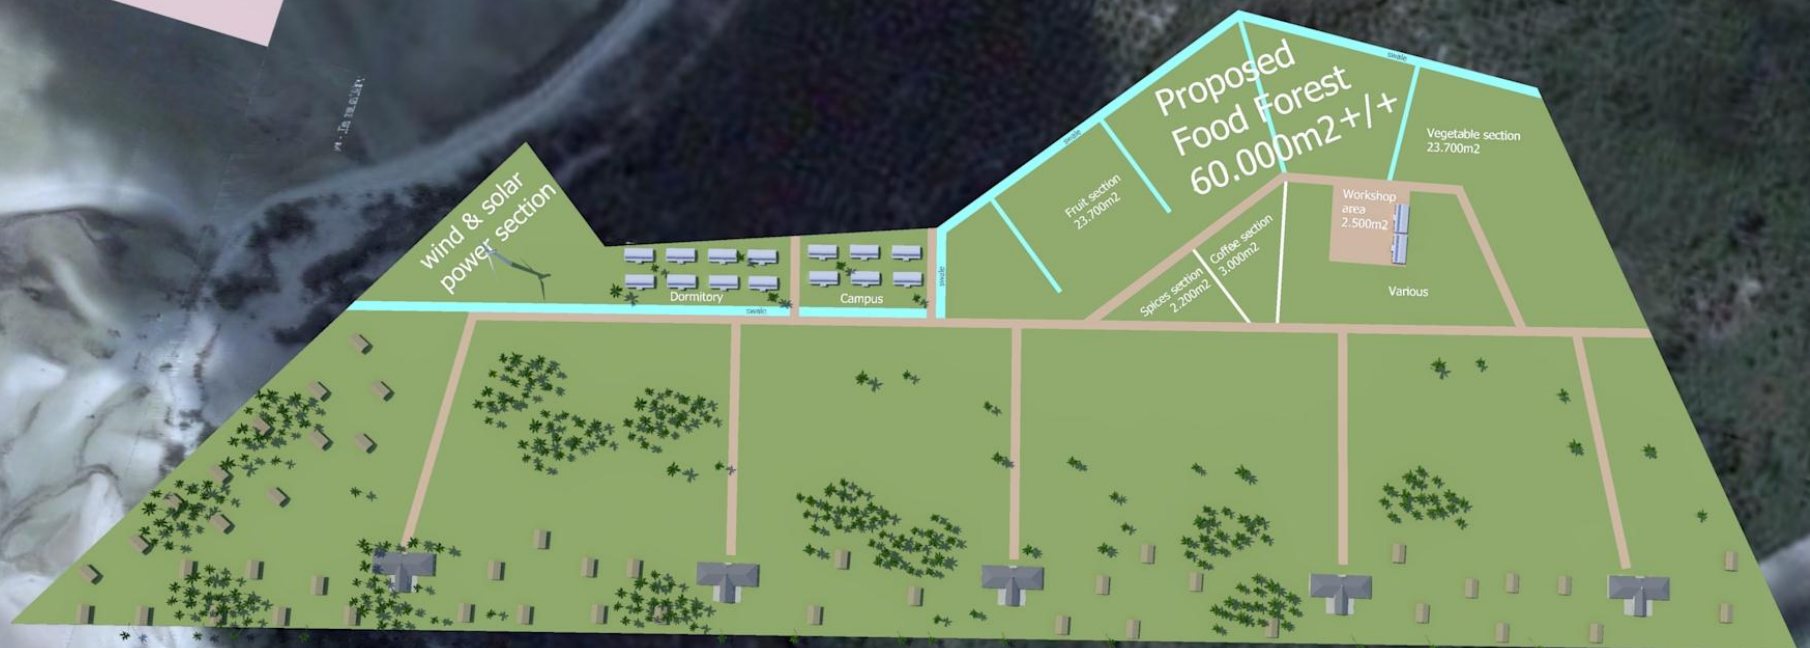 Proposed
Food Forest
60.000m2+/+
swale
Vegetable section
23.700m2
wind & solar
power section
swale
Fruit section
23.700m2
Workshop
area
2.500m2
Coffee section
3.000m2
Spices section
2.200m2
Various
swale
Dormitory
Campus
swale